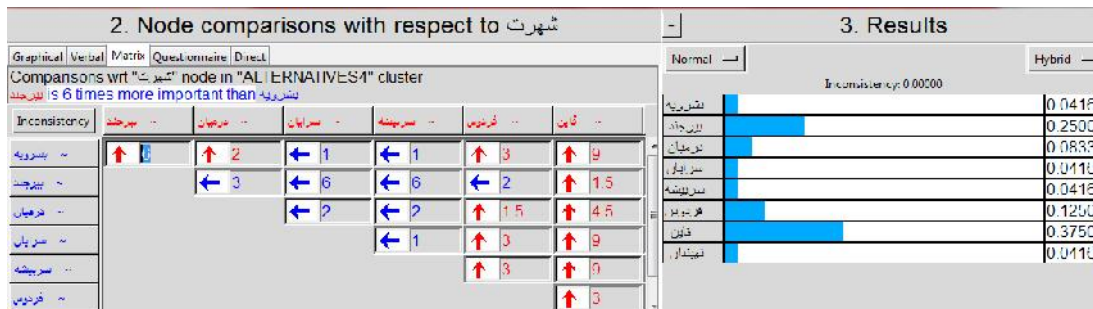 2. Node comparisons with respect to شهرت
Graphical Verbal Matrix Questionnaire Direct
Comparisons wrt "شهرت" node in "ALTERNATIVES4" cluster
بیرجند is 6 times more important than بشرویه
Inconsistency بیرجند ~ درمیان ~ سرایان ~ سربیشه ~ فردوس ~ قاین ~
بشرویه ~ 6 2 1 1 3 9
بیرجند ~ 3 6 6 2 1.5
درمیان ~ 2 2 1.5 4.5
سرایان ~ 1 3 9
سربیشه ~ 3 9
فردوس ~ 3
- 3. Results
Normal Hybrid
Inconsistency: 0.00000
بشرویه 0.0416
بیرجند 0.2500
درمیان 0.0833
سرایان 0.0416
سربیشه 0.0416
فردوس 0.1250
قاین 0.3750
نهبندان 0.0416